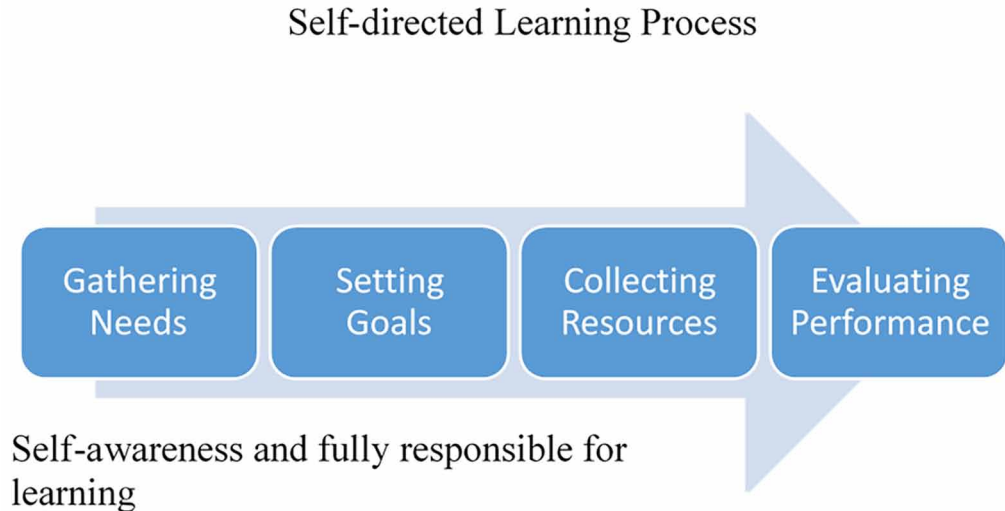 Self-directed Learning Process
Gathering
Needs
Setting
Goals
Collecting
Resources
Evaluating
Performance
Self-awareness and fully responsible for
learning